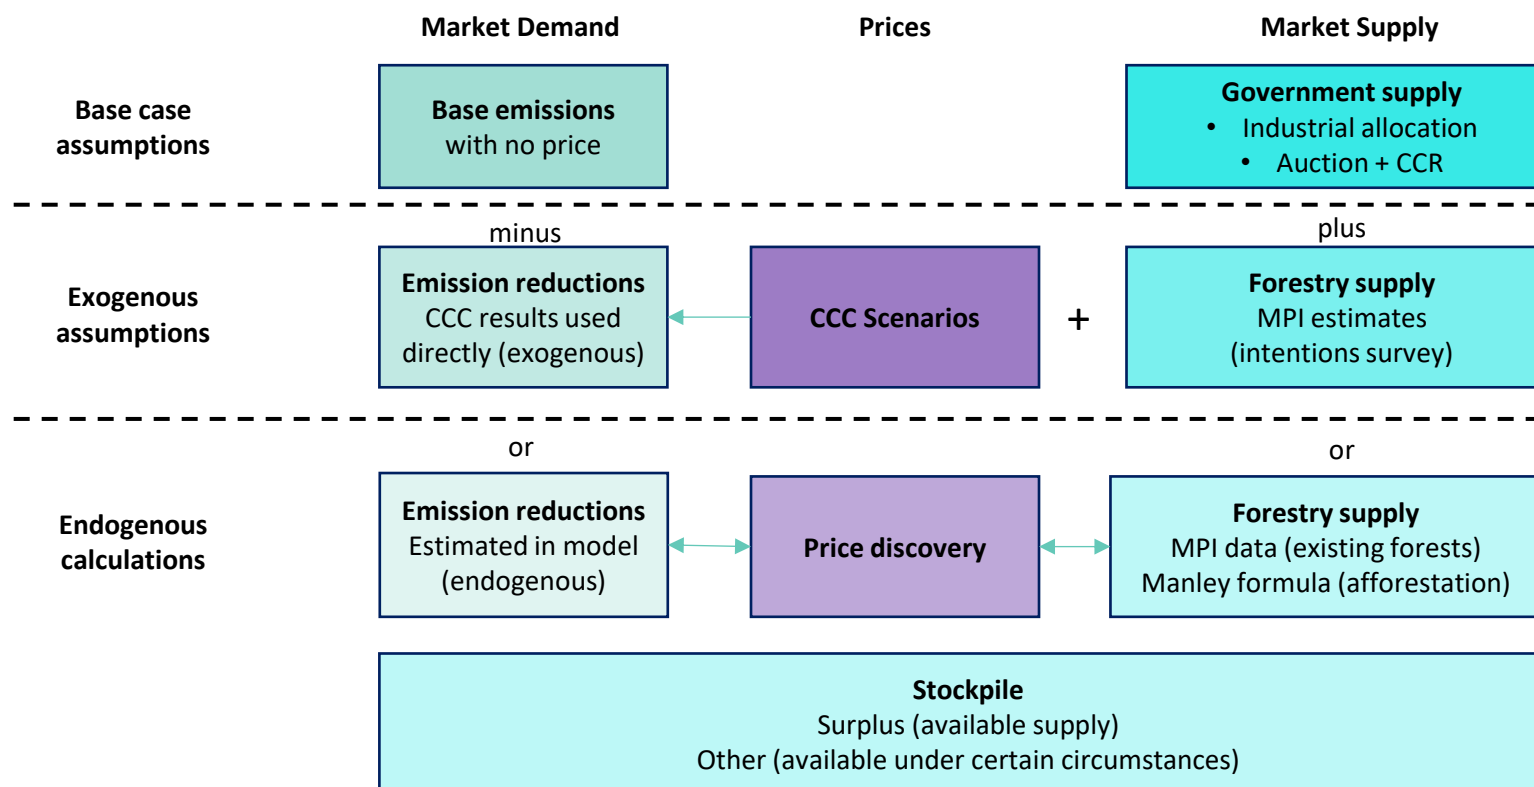 Market Demand
Prices
Market Supply
Base case
assumptions
Base emissions
with no price
Government supply
• Industrial allocation
• Auction + CCR
minus
plus
Exogenous
assumptions
Emission reductions
CCC results used
directly (exogenous)
CCC Scenarios
+
Forestry supply
MPI estimates
(intentions survey)
or
or
Endogenous
calculations
Emission reductions
Estimated in model
(endogenous)
Price discovery
Forestry supply
MPI data (existing forests)
Manley formula (afforestation)
Stockpile
Surplus (available supply)
Other (available under certain circumstances)